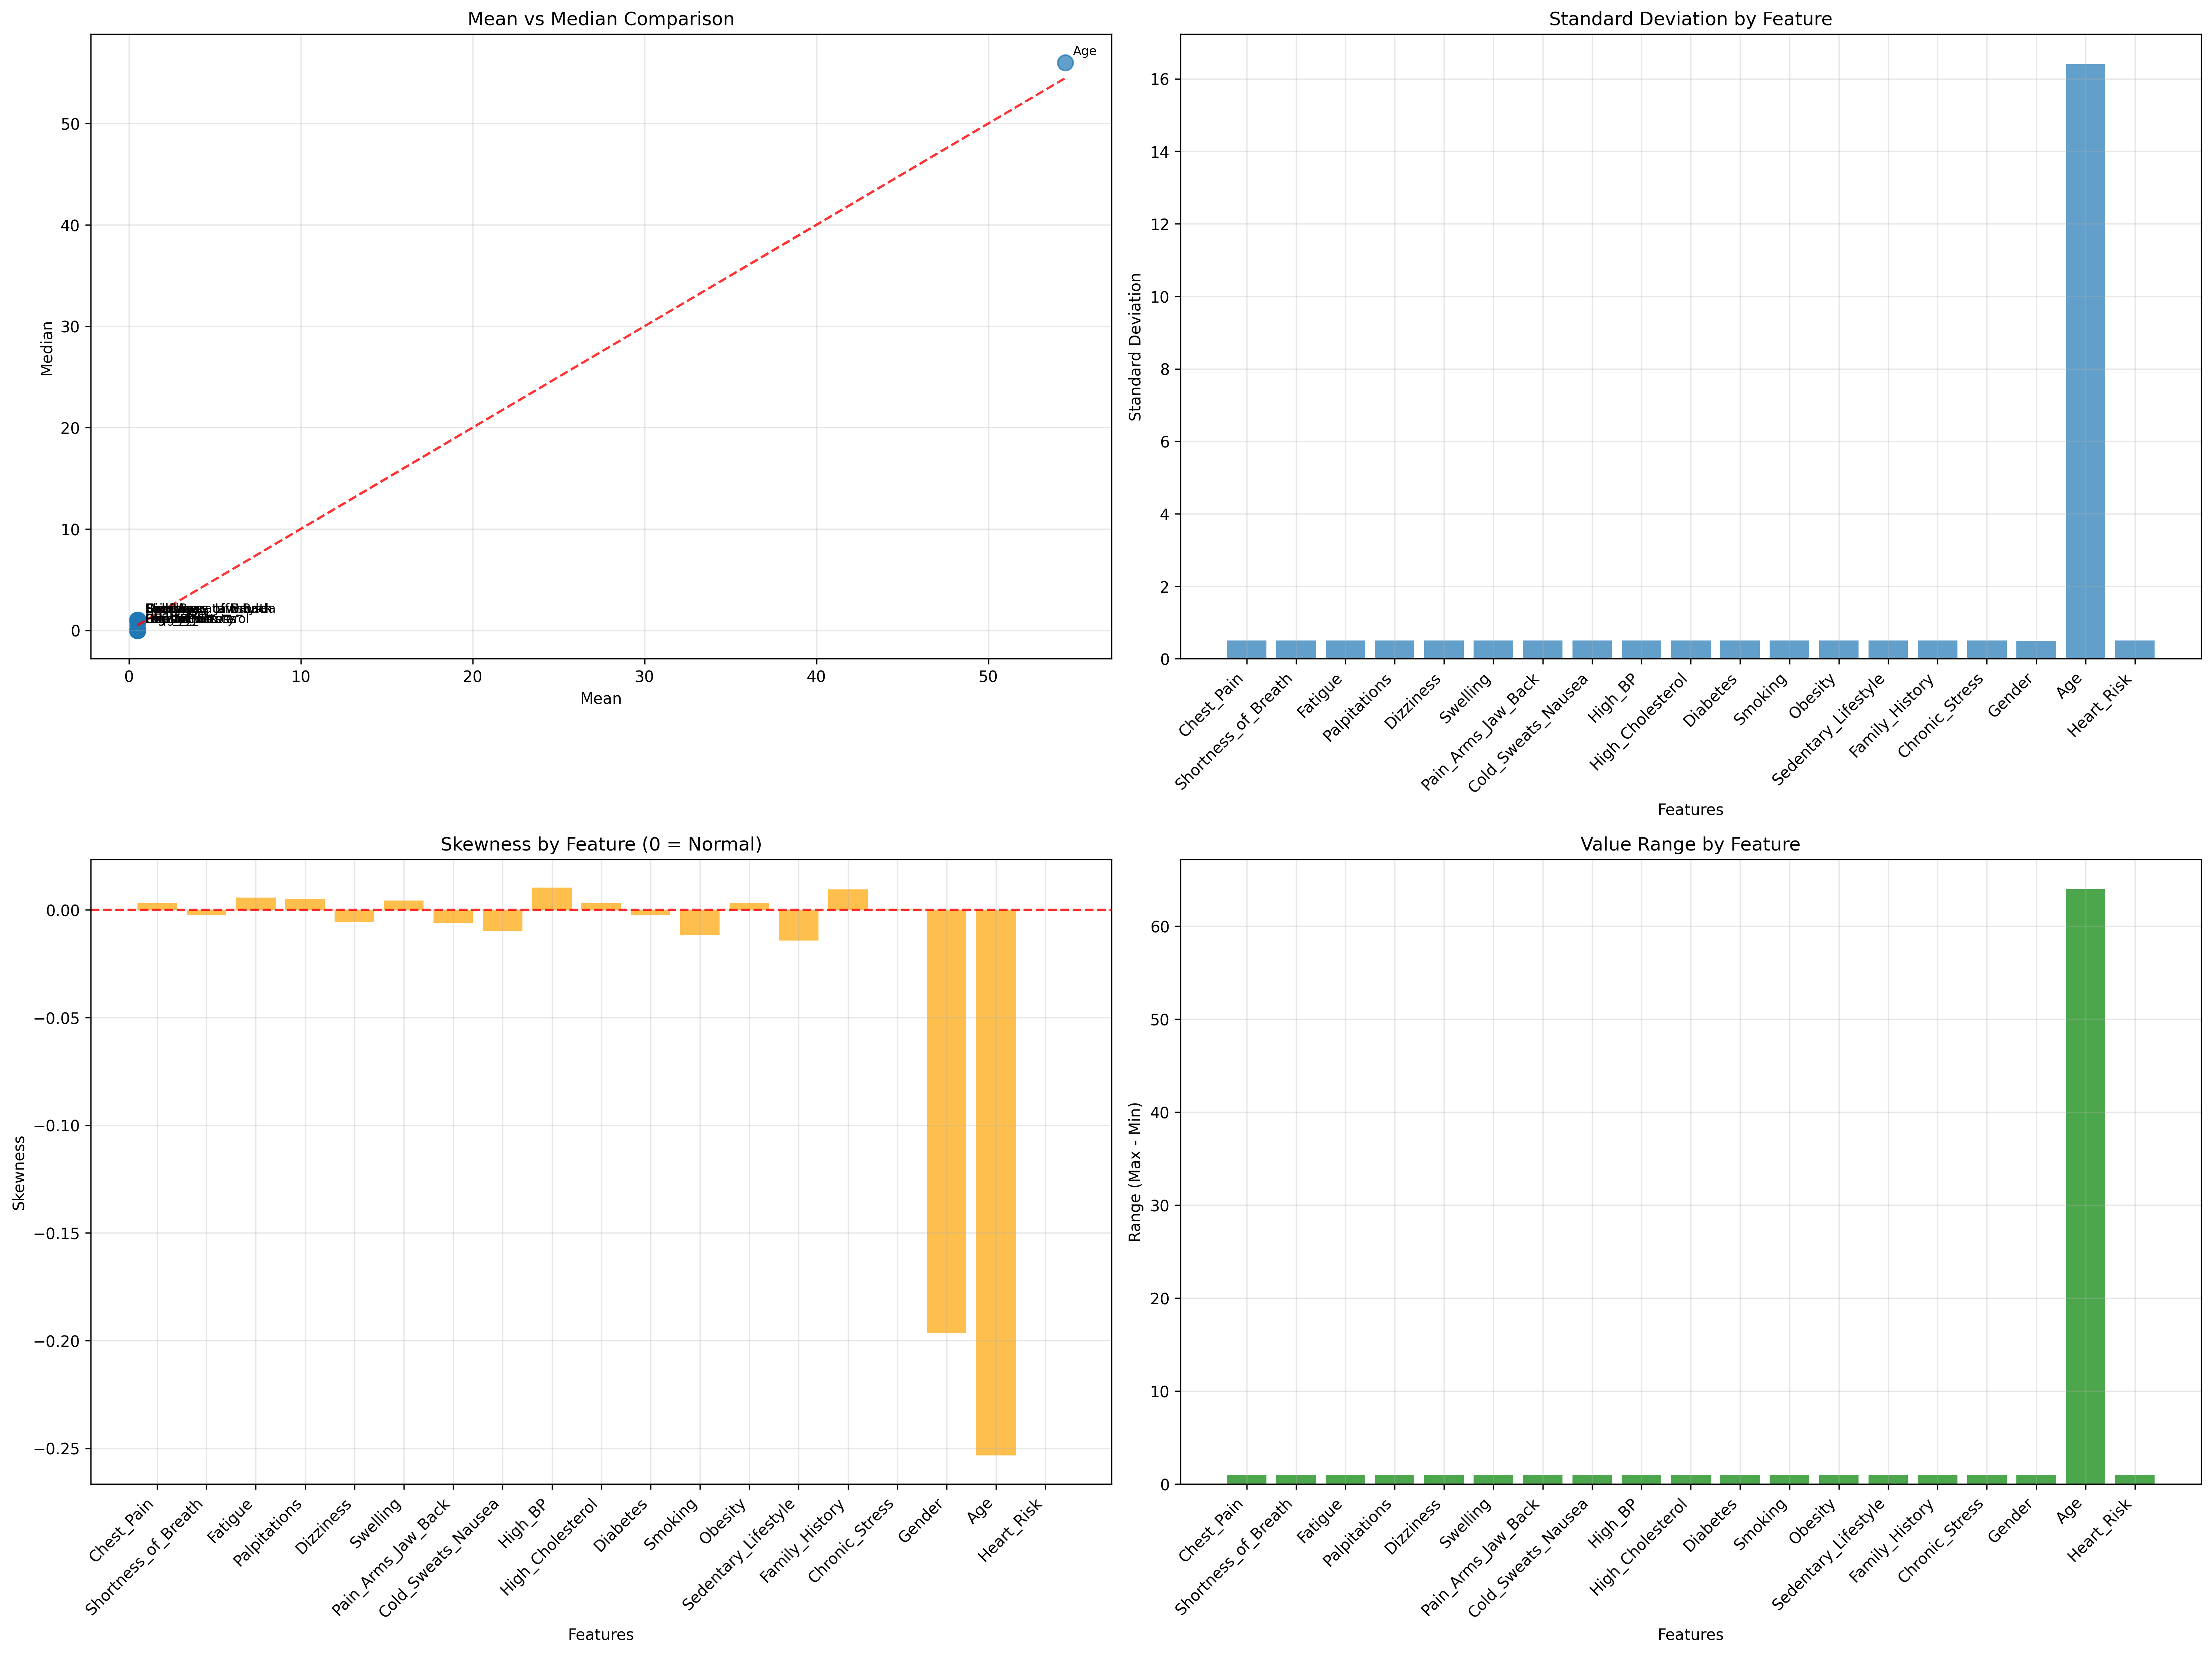 Mean vs Median Comparison
Median
50
40
30
20
10
0
Age
0 10 20 30 40 50
Mean
Standard Deviation by Feature
Standard Deviation
16
14
12
10
8
6
4
2
0
Chest_Pain
Shortness_of_Breath
Fatigue
Palpitations
Dizziness
Swelling
Pain_Arms_Jaw_Back
Cold_Sweats_Nausea
High_BP
High_Cholesterol
Diabetes
Smoking
Obesity
Sedentary_Lifestyle
Family_History
Chronic_Stress
Gender
Age
Heart_Risk
Features
Skewness by Feature (0 = Normal)
Skewness
0.00
−0.05
−0.10
−0.15
−0.20
−0.25
Chest_Pain
Shortness_of_Breath
Fatigue
Palpitations
Dizziness
Swelling
Pain_Arms_Jaw_Back
Cold_Sweats_Nausea
High_BP
High_Cholesterol
Diabetes
Smoking
Obesity
Sedentary_Lifestyle
Family_History
Chronic_Stress
Gender
Age
Heart_Risk
Features
Value Range by Feature
Range (Max - Min)
60
50
40
30
20
10
0
Chest_Pain
Shortness_of_Breath
Fatigue
Palpitations
Dizziness
Swelling
Pain_Arms_Jaw_Back
Cold_Sweats_Nausea
High_BP
High_Cholesterol
Diabetes
Smoking
Obesity
Sedentary_Lifestyle
Family_History
Chronic_Stress
Gender
Age
Heart_Risk
Features